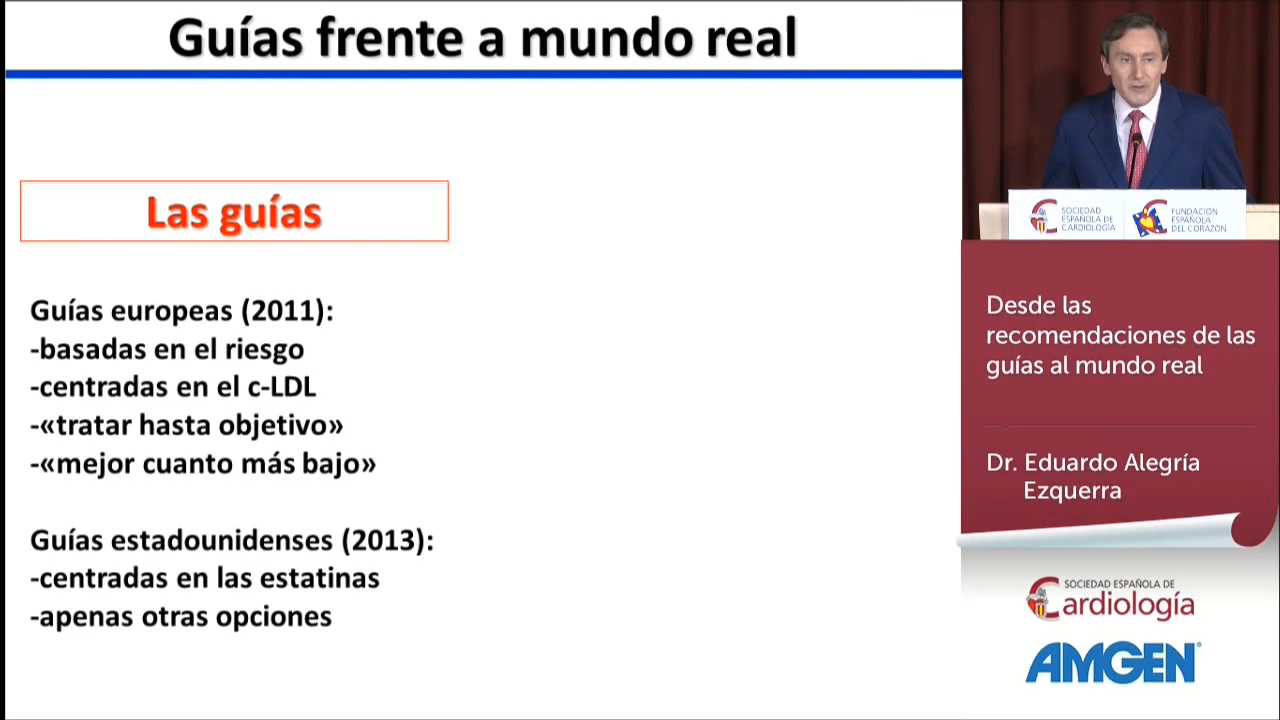 Guías frente a mundo real
Las guías
Guías europeas (2011):
-basadas en el riesgo
-centradas en el c-LDL
-«tratar hasta objetivo»
-«mejor cuanto más bajo»
Guías estadounidenses (2013):
-centradas en las estatinas
-apenas otras opciones
SOCIEDAD
ESPAÑOLA DE
CARDIOLOGÍA
FUNDACIÓN
ESPAÑOLA
DEL CORAZÓN
Desde las
recomendaciones de las
guías al mundo real
Dr. Eduardo Alegría
Ezquerra
SOCIEDAD ESPAÑOLA DE
Cardiología
AMGEN®